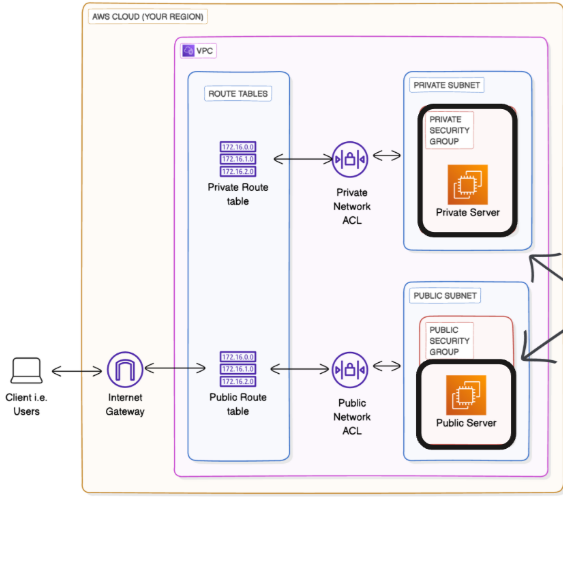 AWS CLOUD (YOUR REGION)
VPC
ROUTE TABLES
172.16.0.0
172.16.1.0
172.16.2.0
Private Route
table
Private
Network
ACL
PRIVATE SUBNET
PRIVATE
SECURITY
GROUP
Private Server
Client i.e.
Users
Internet
Gateway
172.16.0.0
172.16.1.0
172.16.2.0
Public Route
table
Public
Network
ACL
PUBLIC SUBNET
PUBLIC
SECURITY
GROUP
Public Server